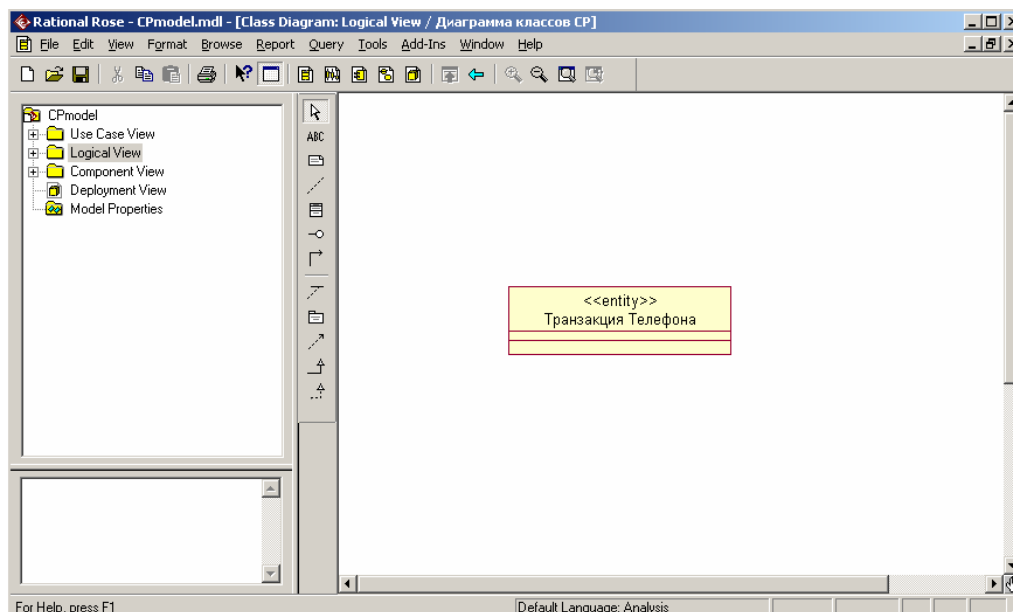 Rational Rose - CPmodel.mdl - [Class Diagram: Logical View / Диаграмма классов CP]
File Edit View Format Browse Report Query Tools Add-Ins Window Help
CPmodel
Use Case View
Logical View
Component View
Deployment View
Model Properties
ABC
<<entity>>
Транзакция Телефона
For Help, press F1
Default Language: Analysis